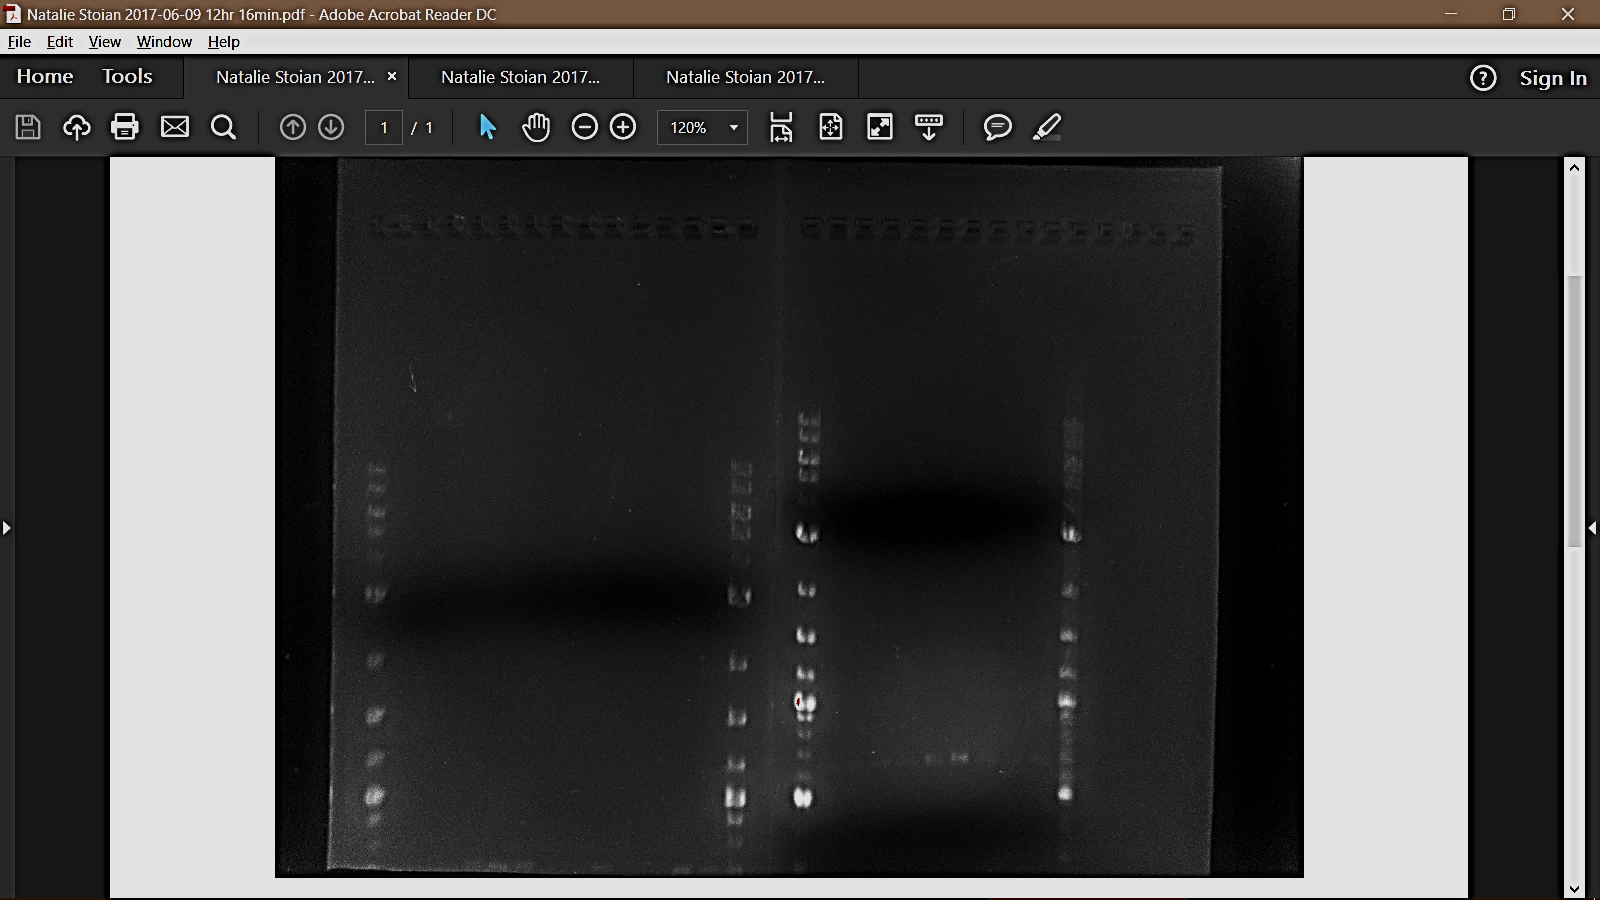 Natalie Stoian 2017-06-09 12hr 16min.pdf - Adobe Acrobat Reader DC
File Edit View Window Help
Home Tools Natalie Stoian 2017... × Natalie Stoian 2017... Natalie Stoian 2017... ? Sign In
1 / 1 120%